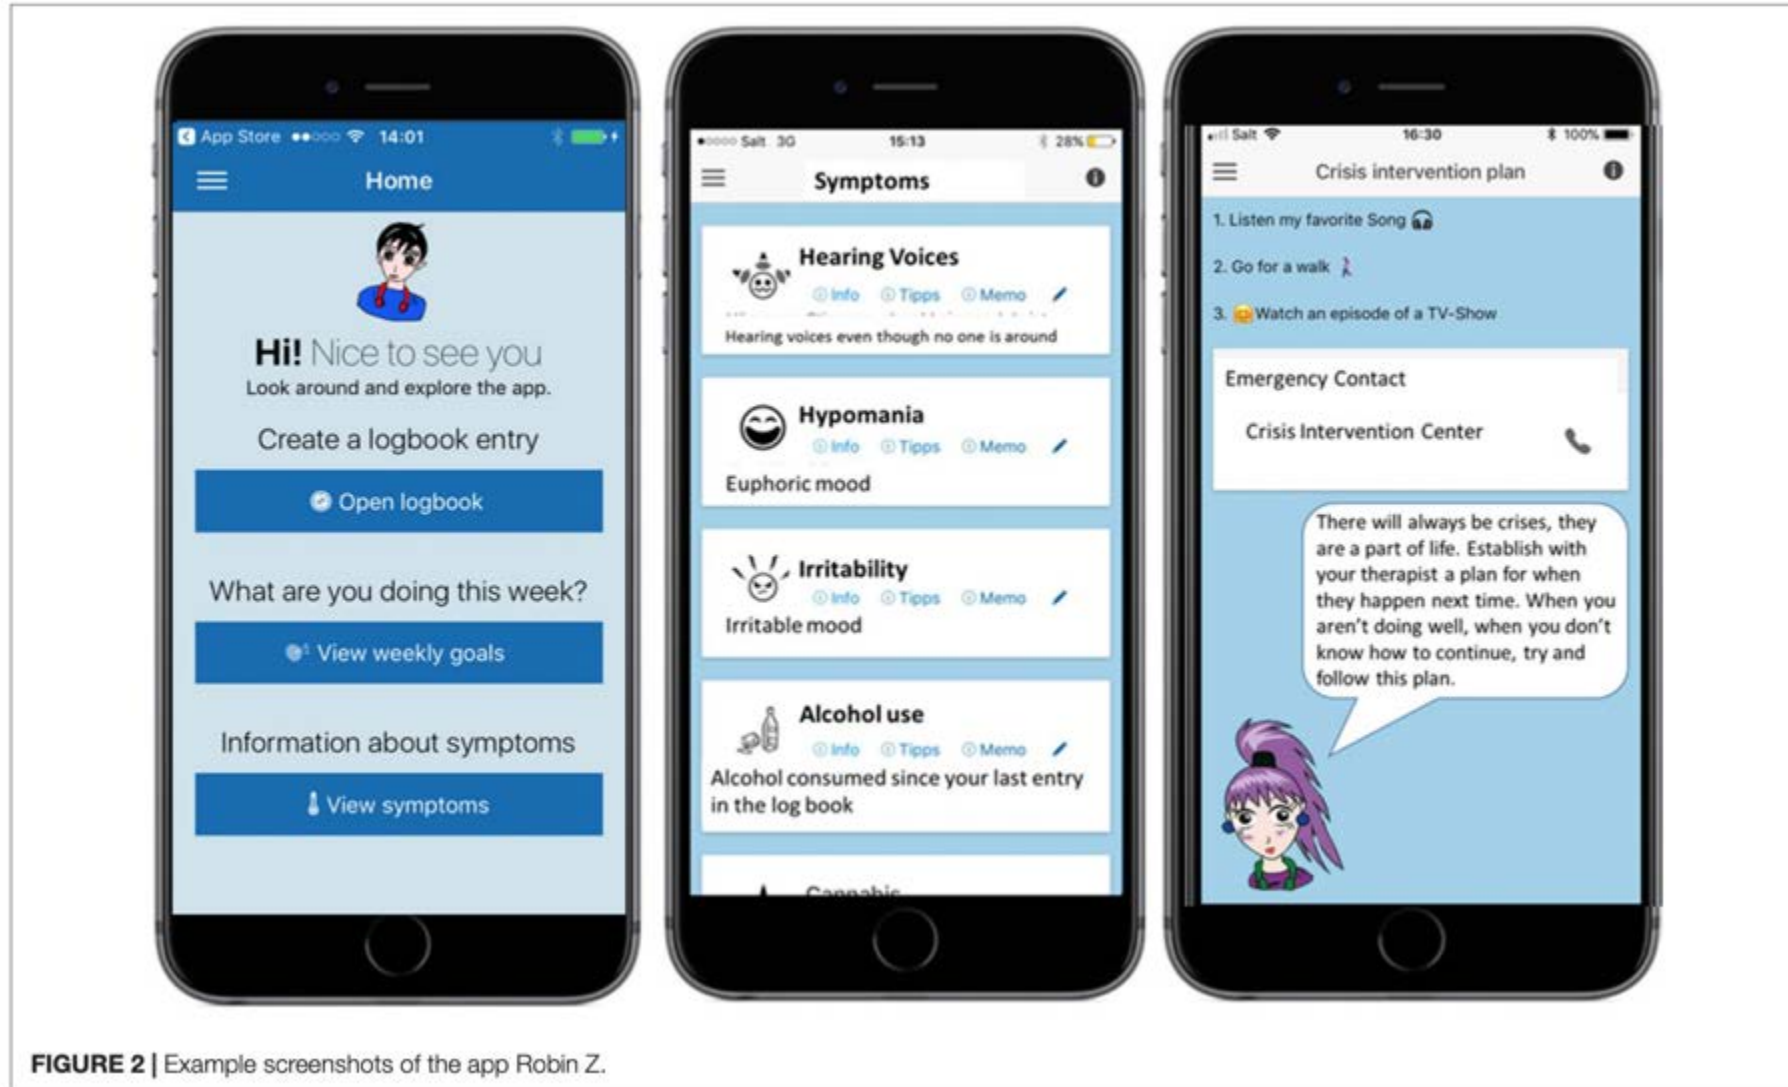 App Store 14:01
Home
Hi! Nice to see you
Look around and explore the app.
Create a logbook entry
Open logbook
What are you doing this week?
View weekly goals
Information about symptoms
View symptoms
Salt 3G 15:13 28%
Symptoms
Hearing Voices
Info Tipps Memo
Hearing voices even though no one is around
Hypomania
Info Tipps Memo
Euphoric mood
Irritability
Info Tipps Memo
Irritable mood
Alcohol use
Info Tipps Memo
Alcohol consumed since your last entry
in the log book
Cannabis
Salt 16:30 100%
Crisis intervention plan
1. Listen my favorite Song 🎧
2. Go for a walk 🚶
3. 🤗 Watch an episode of a TV-Show
Emergency Contact
Crisis Intervention Center
There will always be crises, they
are a part of life. Establish with
your therapist a plan for when
they happen next time. When you
aren't doing well, when you don't
know how to continue, try and
follow this plan.
FIGURE 2 | Example screenshots of the app Robin Z.